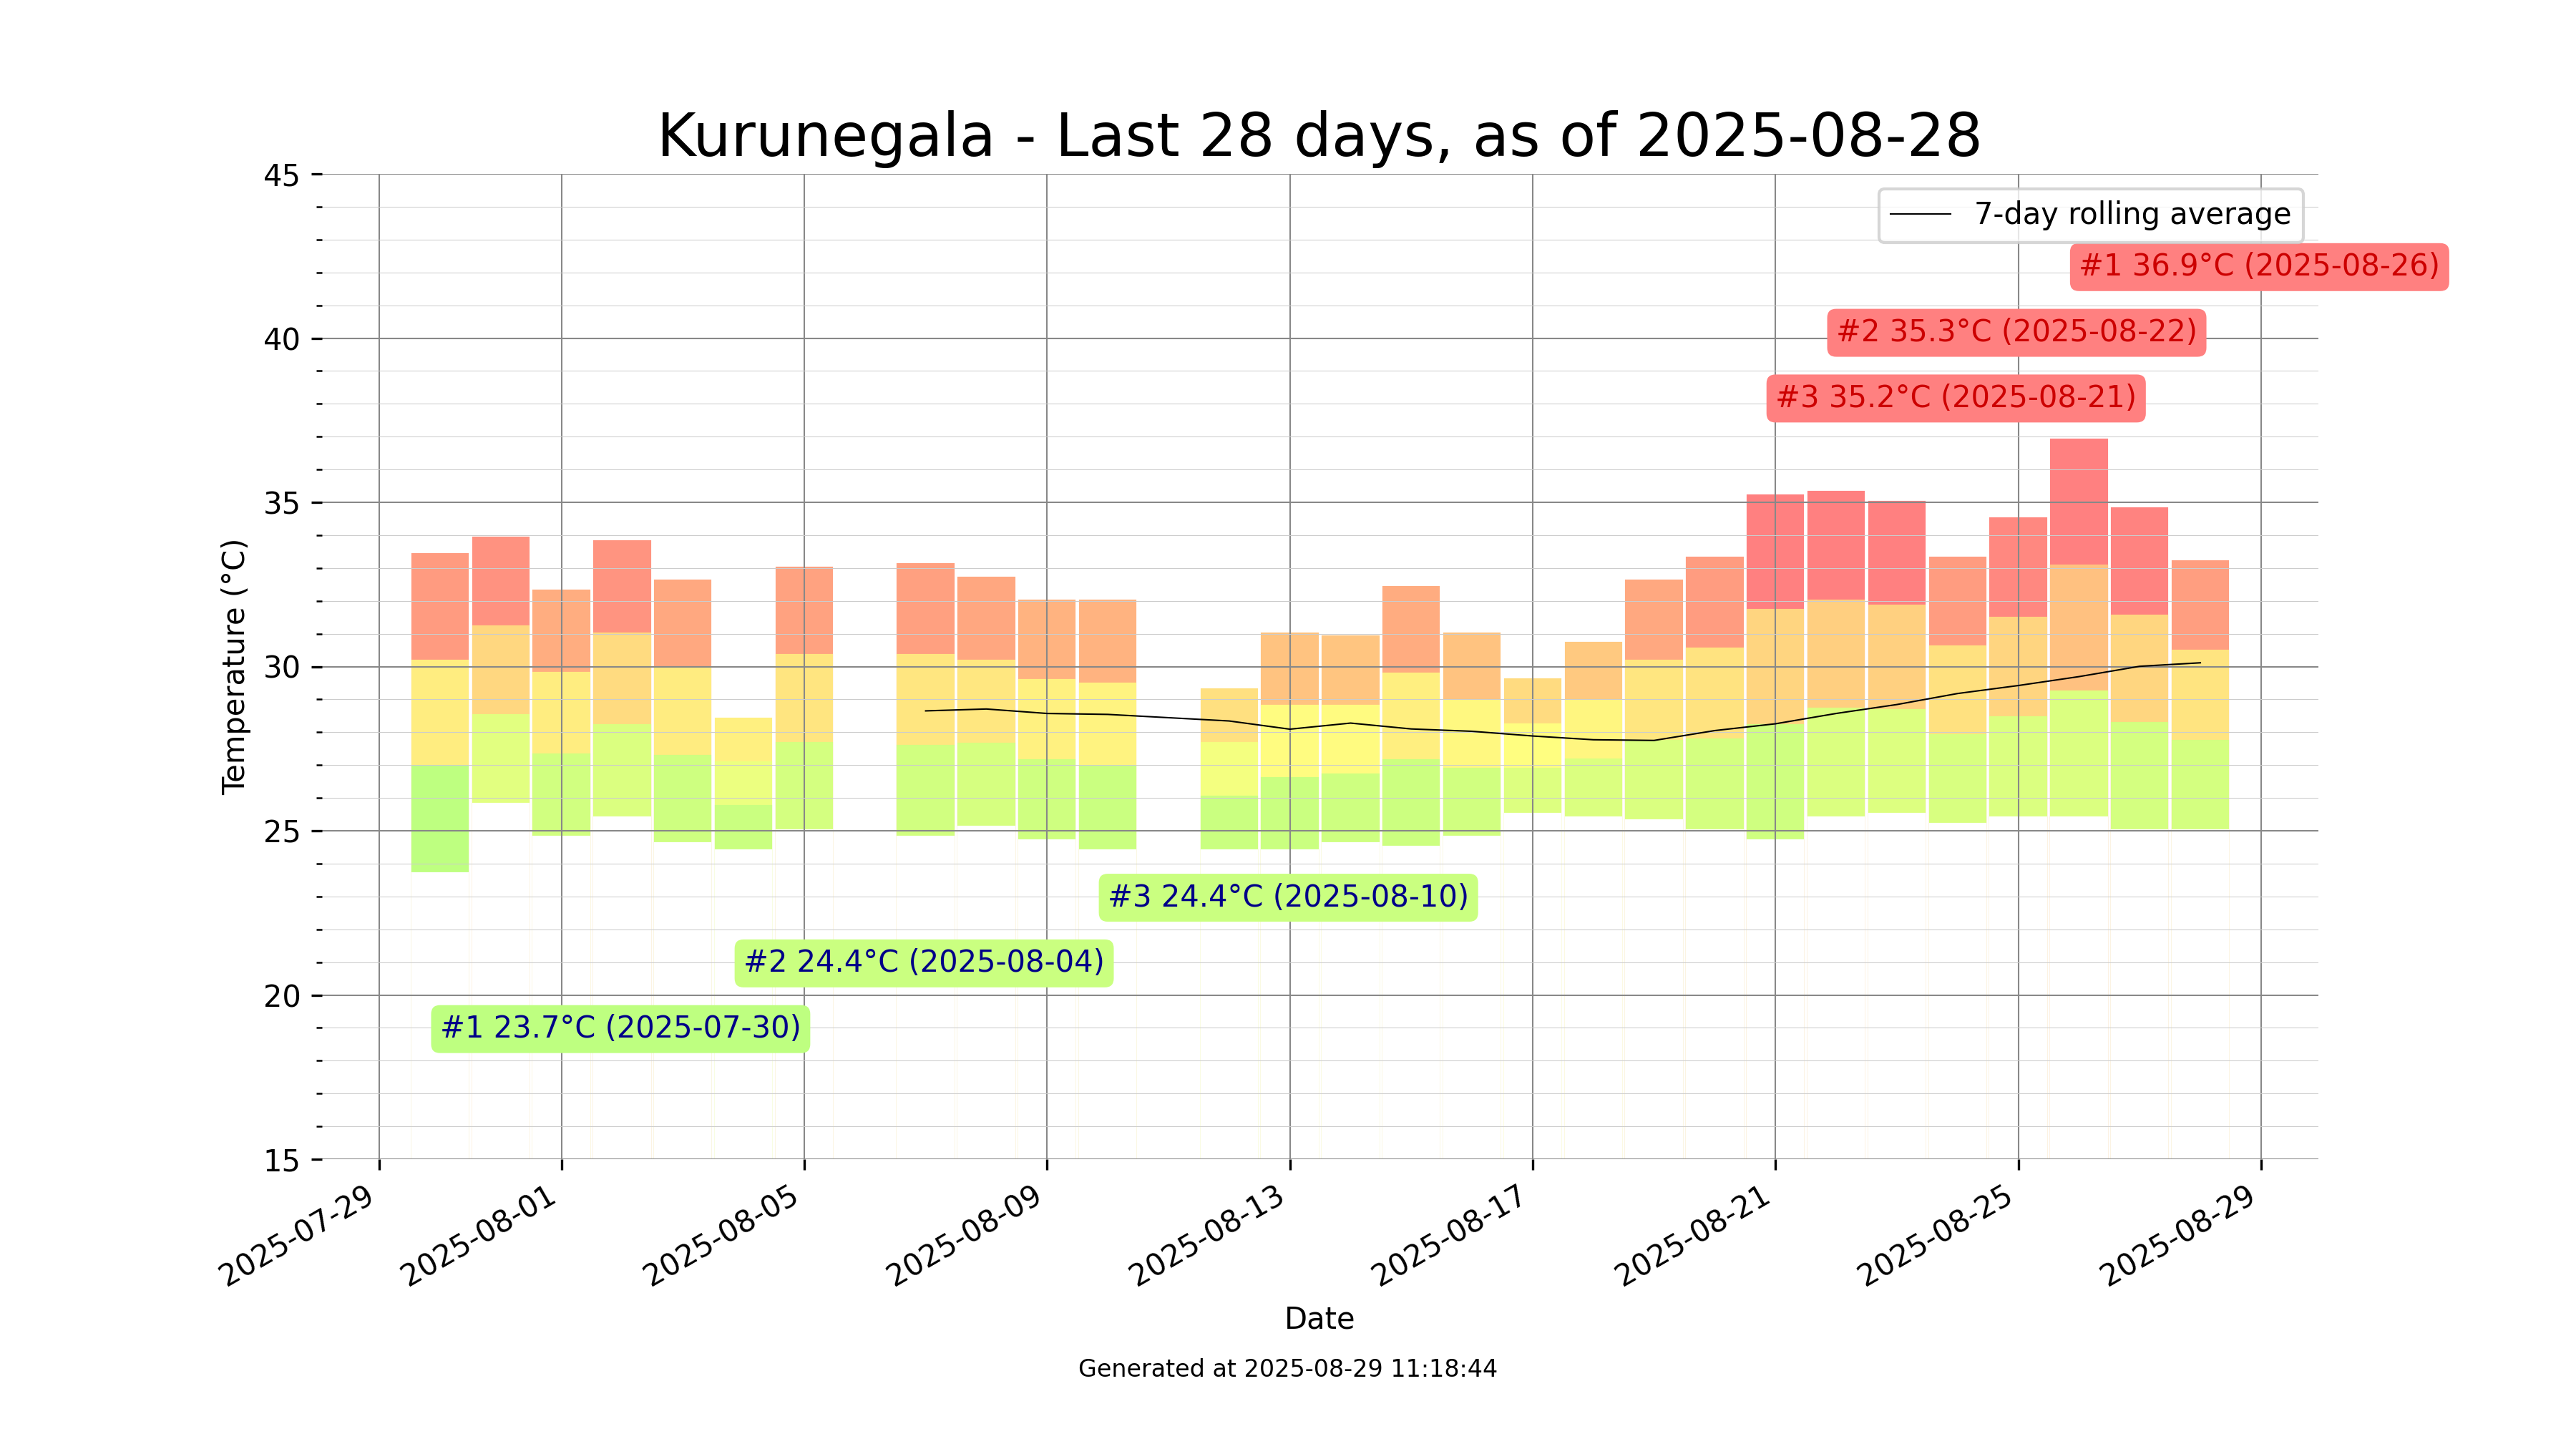 Kurunegala - Last 28 days, as of 2025-08-28
45
40
35
30
25
20
15
Temperature (°C)
7-day rolling average
#1 36.9°C (2025-08-26)
#2 35.3°C (2025-08-22)
#3 35.2°C (2025-08-21)
#3 24.4°C (2025-08-10)
#2 24.4°C (2025-08-04)
#1 23.7°C (2025-07-30)
2025-07-29
2025-08-01
2025-08-05
2025-08-09
2025-08-13
2025-08-17
2025-08-21
2025-08-25
2025-08-29
Date
Generated at 2025-08-29 11:18:44